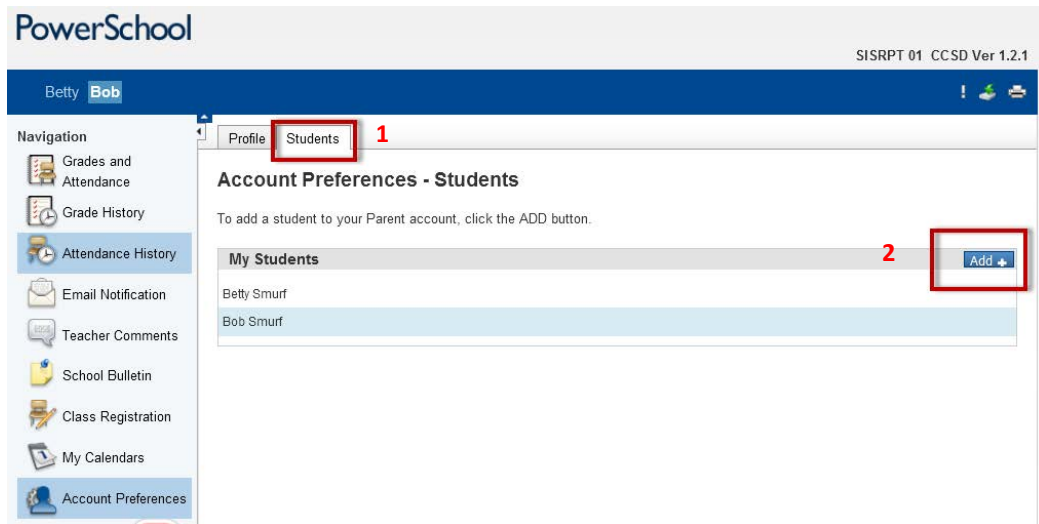 PowerSchool
SISRPT 01 CCSD Ver 1.2.1
Betty Bob
!
Navigation
Profile Students 1
Grades and
Attendance
Account Preferences - Students
Grade History
To add a student to your Parent account, click the ADD button.
Attendance History
My Students 2 Add +
Email Notification
Betty Smurf
Teacher Comments
Bob Smurf
School Bulletin
Class Registration
My Calendars
Account Preferences